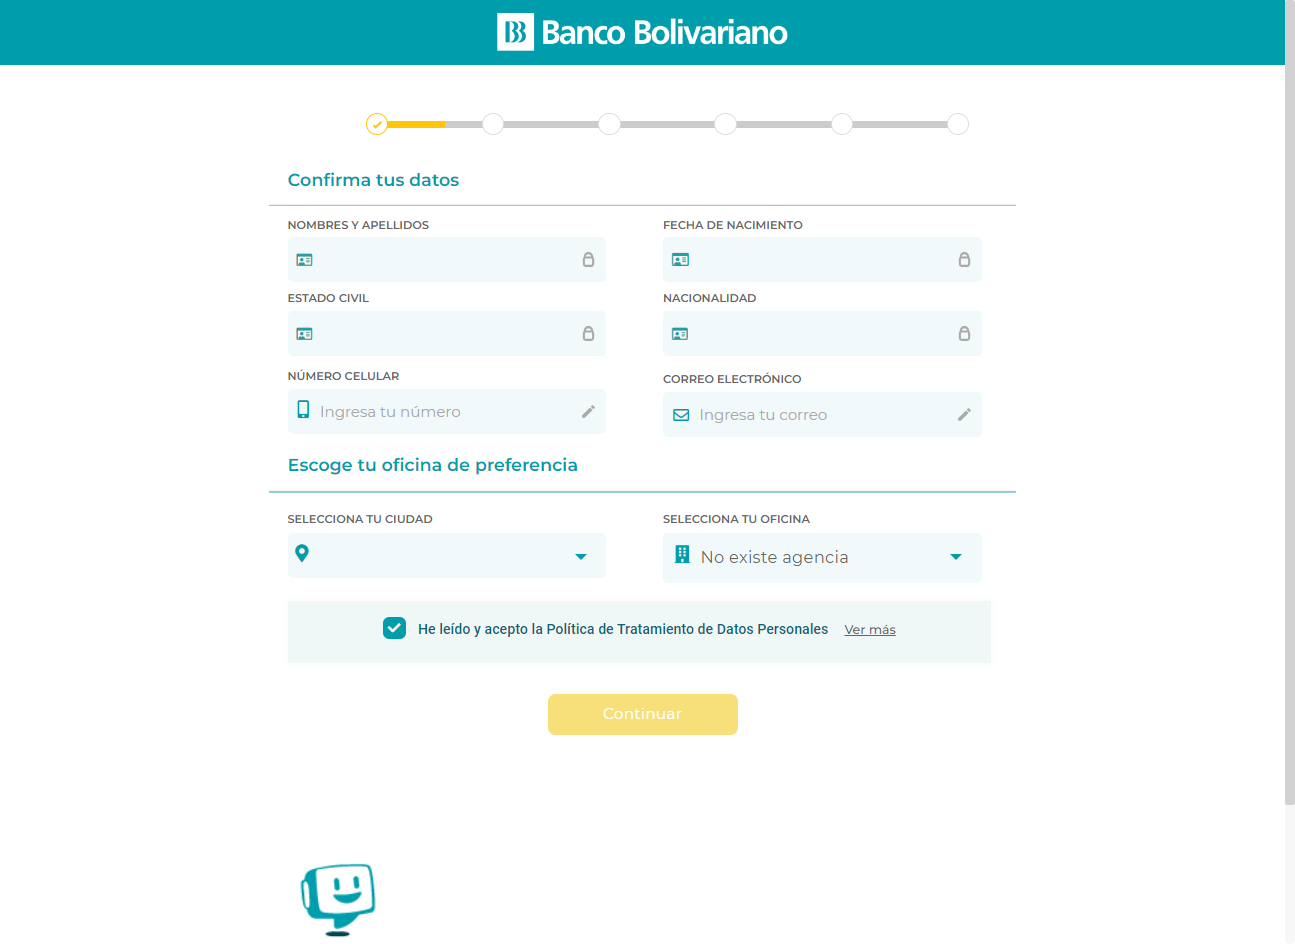 Banco Bolivariano
Confirma tus datos
NOMBRES Y APELLIDOS
FECHA DE NACIMIENTO
ESTADO CIVIL
NACIONALIDAD
NÚMERO CELULAR
Ingresa tu número
CORREO ELECTRÓNICO
Ingresa tu correo
Escoge tu oficina de preferencia
SELECCIONA TU CIUDAD
SELECCIONA TU OFICINA
No existe agencia
He leído y acepto la Política de Tratamiento de Datos Personales Ver más
Continuar